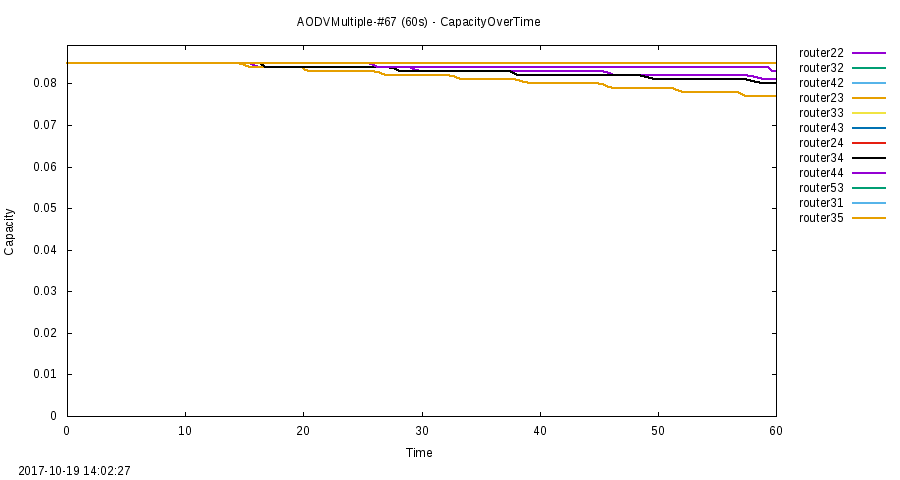 AODVMultiple-#67 (60s) - CapacityOverTime
router22
router32
router42
router23
router33
router43
router24
router34
router44
router53
router31
router35
0.08
0.07
0.06
0.05
0.04
0.03
0.02
0.01
0
Capacity
0 10 20 30 40 50 60
Time
2017-10-19 14:02:27